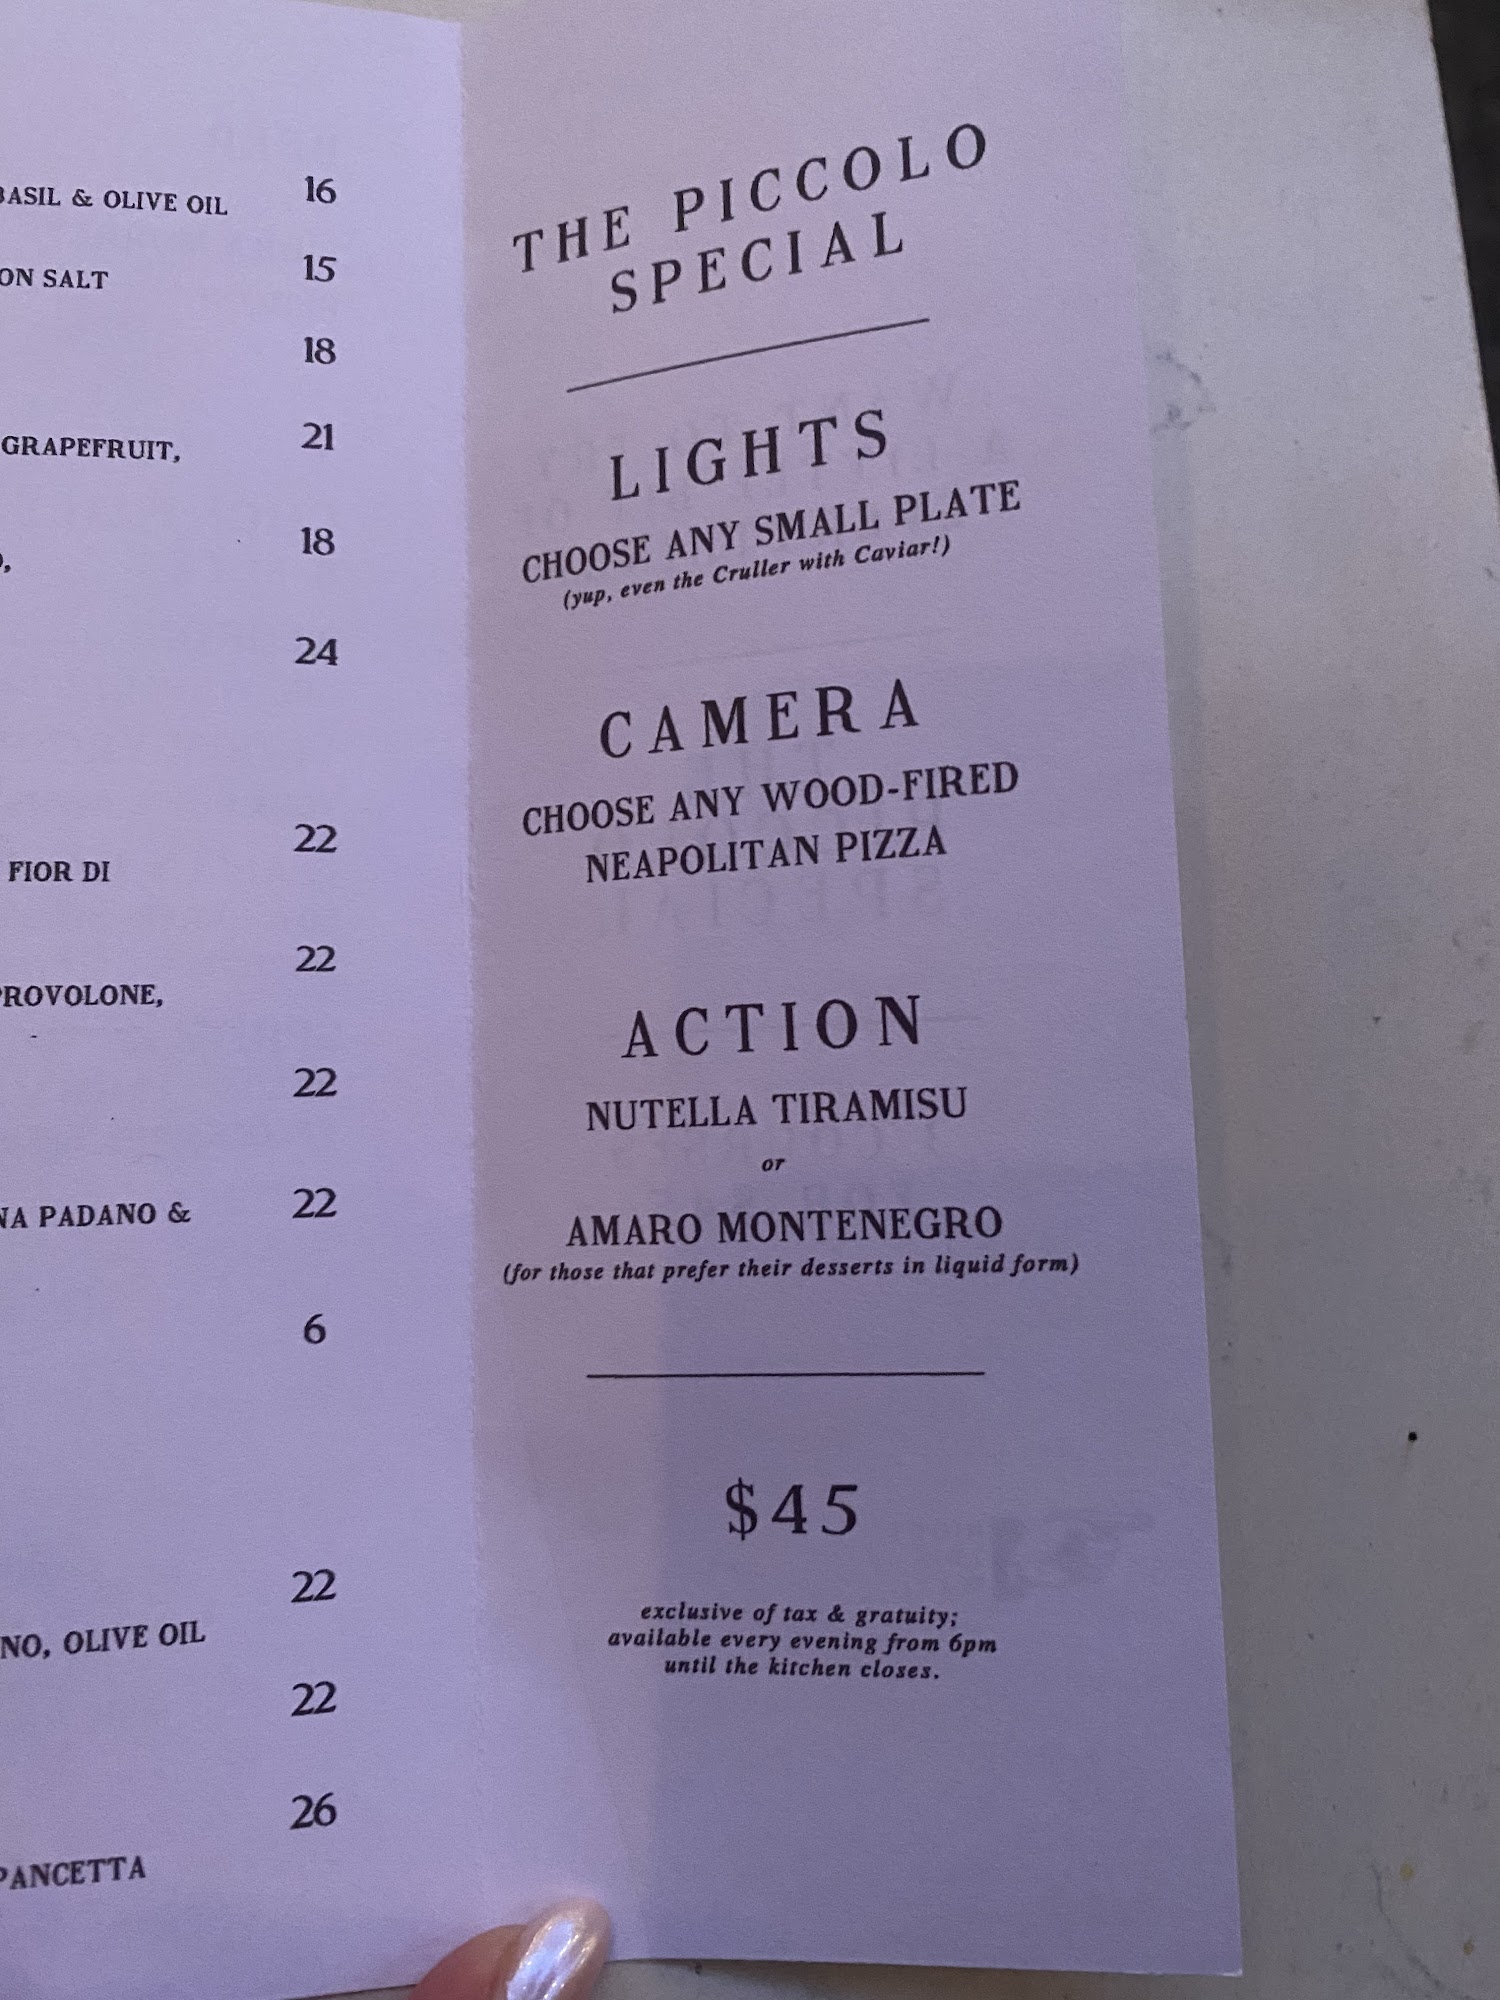 BASIL & OLIVE OIL 16
ON SALT 15
18
GRAPEFRUIT, 21
18
24
22
FIOR DI
22
PROVOLONE,
22
NA PADANO & 22
6
22
NO, OLIVE OIL
22
26
PANCETTA
THE PICCOLO
SPECIAL
LIGHTS
CHOOSE ANY SMALL PLATE
(yup, even the Cruller with Caviar!)
CAMERA
CHOOSE ANY WOOD-FIRED
NEAPOLITAN PIZZA
ACTION
NUTELLA TIRAMISU
or
AMARO MONTENEGRO
(for those that prefer their desserts in liquid form)
$45
exclusive of tax & gratuity;
available every evening from 6pm
until the kitchen closes.